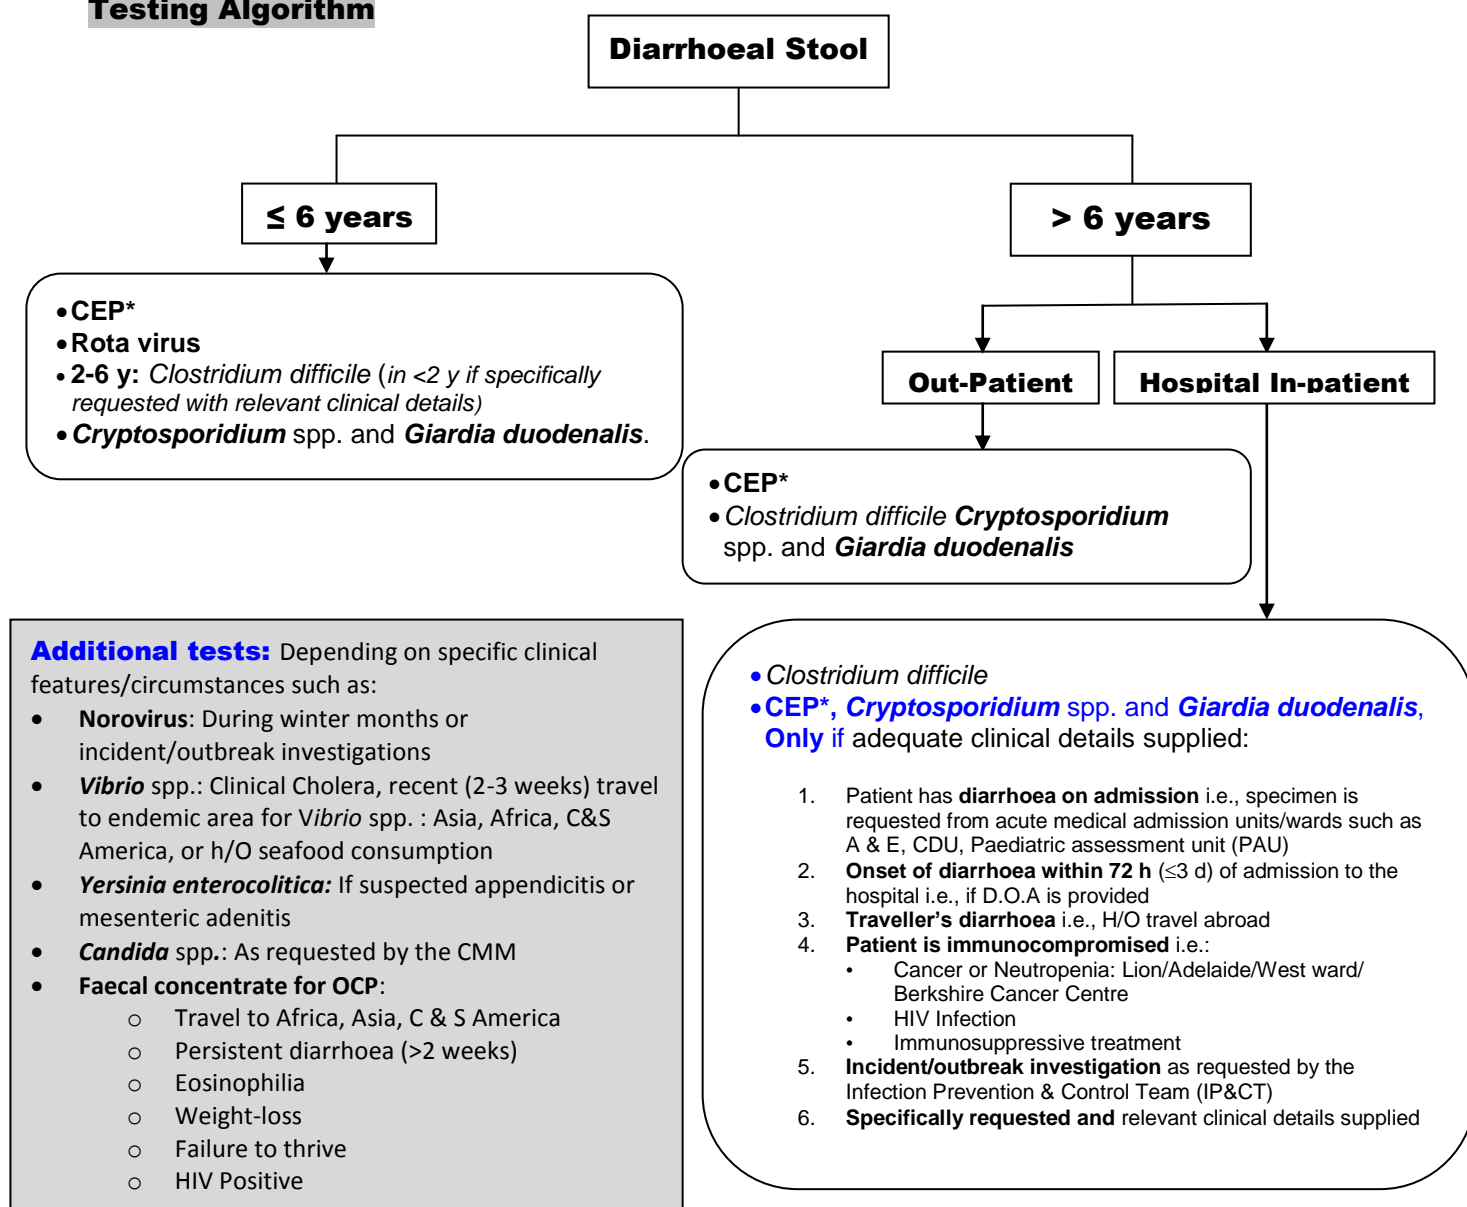 Testing Algorithm
Diarrhoeal Stool
≤ 6 years
> 6 years
•CEP*
•Rota virus
• 2-6 y: Clostridium difficile (in <2 y if specifically
requested with relevant clinical details)
• Cryptosporidium spp. and Giardia duodenalis.
Out-Patient
Hospital In-patient
•CEP*
•Clostridium difficile Cryptosporidium
spp. and Giardia duodenalis
Additional tests: Depending on specific clinical
features/circumstances such as:
• Norovirus: During winter months or
incident/outbreak investigations
• Vibrio spp.: Clinical Cholera, recent (2-3 weeks) travel
to endemic area for Vibrio spp. : Asia, Africa, C&S
America, or h/O seafood consumption
• Yersinia enterocolitica: If suspected appendicitis or
mesenteric adenitis
• Candida spp.: As requested by the CMM
• Faecal concentrate for OCP:
o Travel to Africa, Asia, C & S America
o Persistent diarrhoea (>2 weeks)
o Eosinophilia
o Weight-loss
o Failure to thrive
o HIV Positive
•Clostridium difficile
•CEP*, Cryptosporidium spp. and Giardia duodenalis,
Only if adequate clinical details supplied:
1. Patient has diarrhoea on admission i.e., specimen is
requested from acute medical admission units/wards such as
A & E, CDU, Paediatric assessment unit (PAU)
2. Onset of diarrhoea within 72 h (≤3 d) of admission to the
hospital i.e., if D.O.A is provided
3. Traveller's diarrhoea i.e., H/O travel abroad
4. Patient is immunocompromised i.e.:
• Cancer or Neutropenia: Lion/Adelaide/West ward/
Berkshire Cancer Centre
• HIV Infection
• Immunosuppressive treatment
5. Incident/outbreak investigation as requested by the
Infection Prevention & Control Team (IP&CT)
6. Specifically requested and relevant clinical details supplied